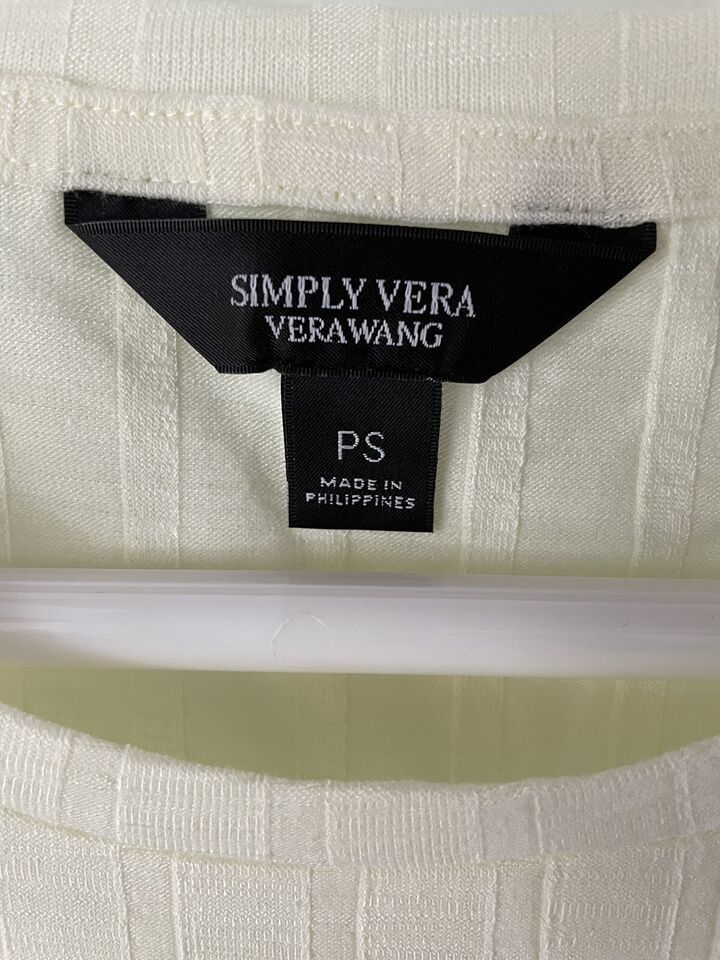 SIMPLY VERA
VERAWANG
PS
MADE IN
PHILIPPINES